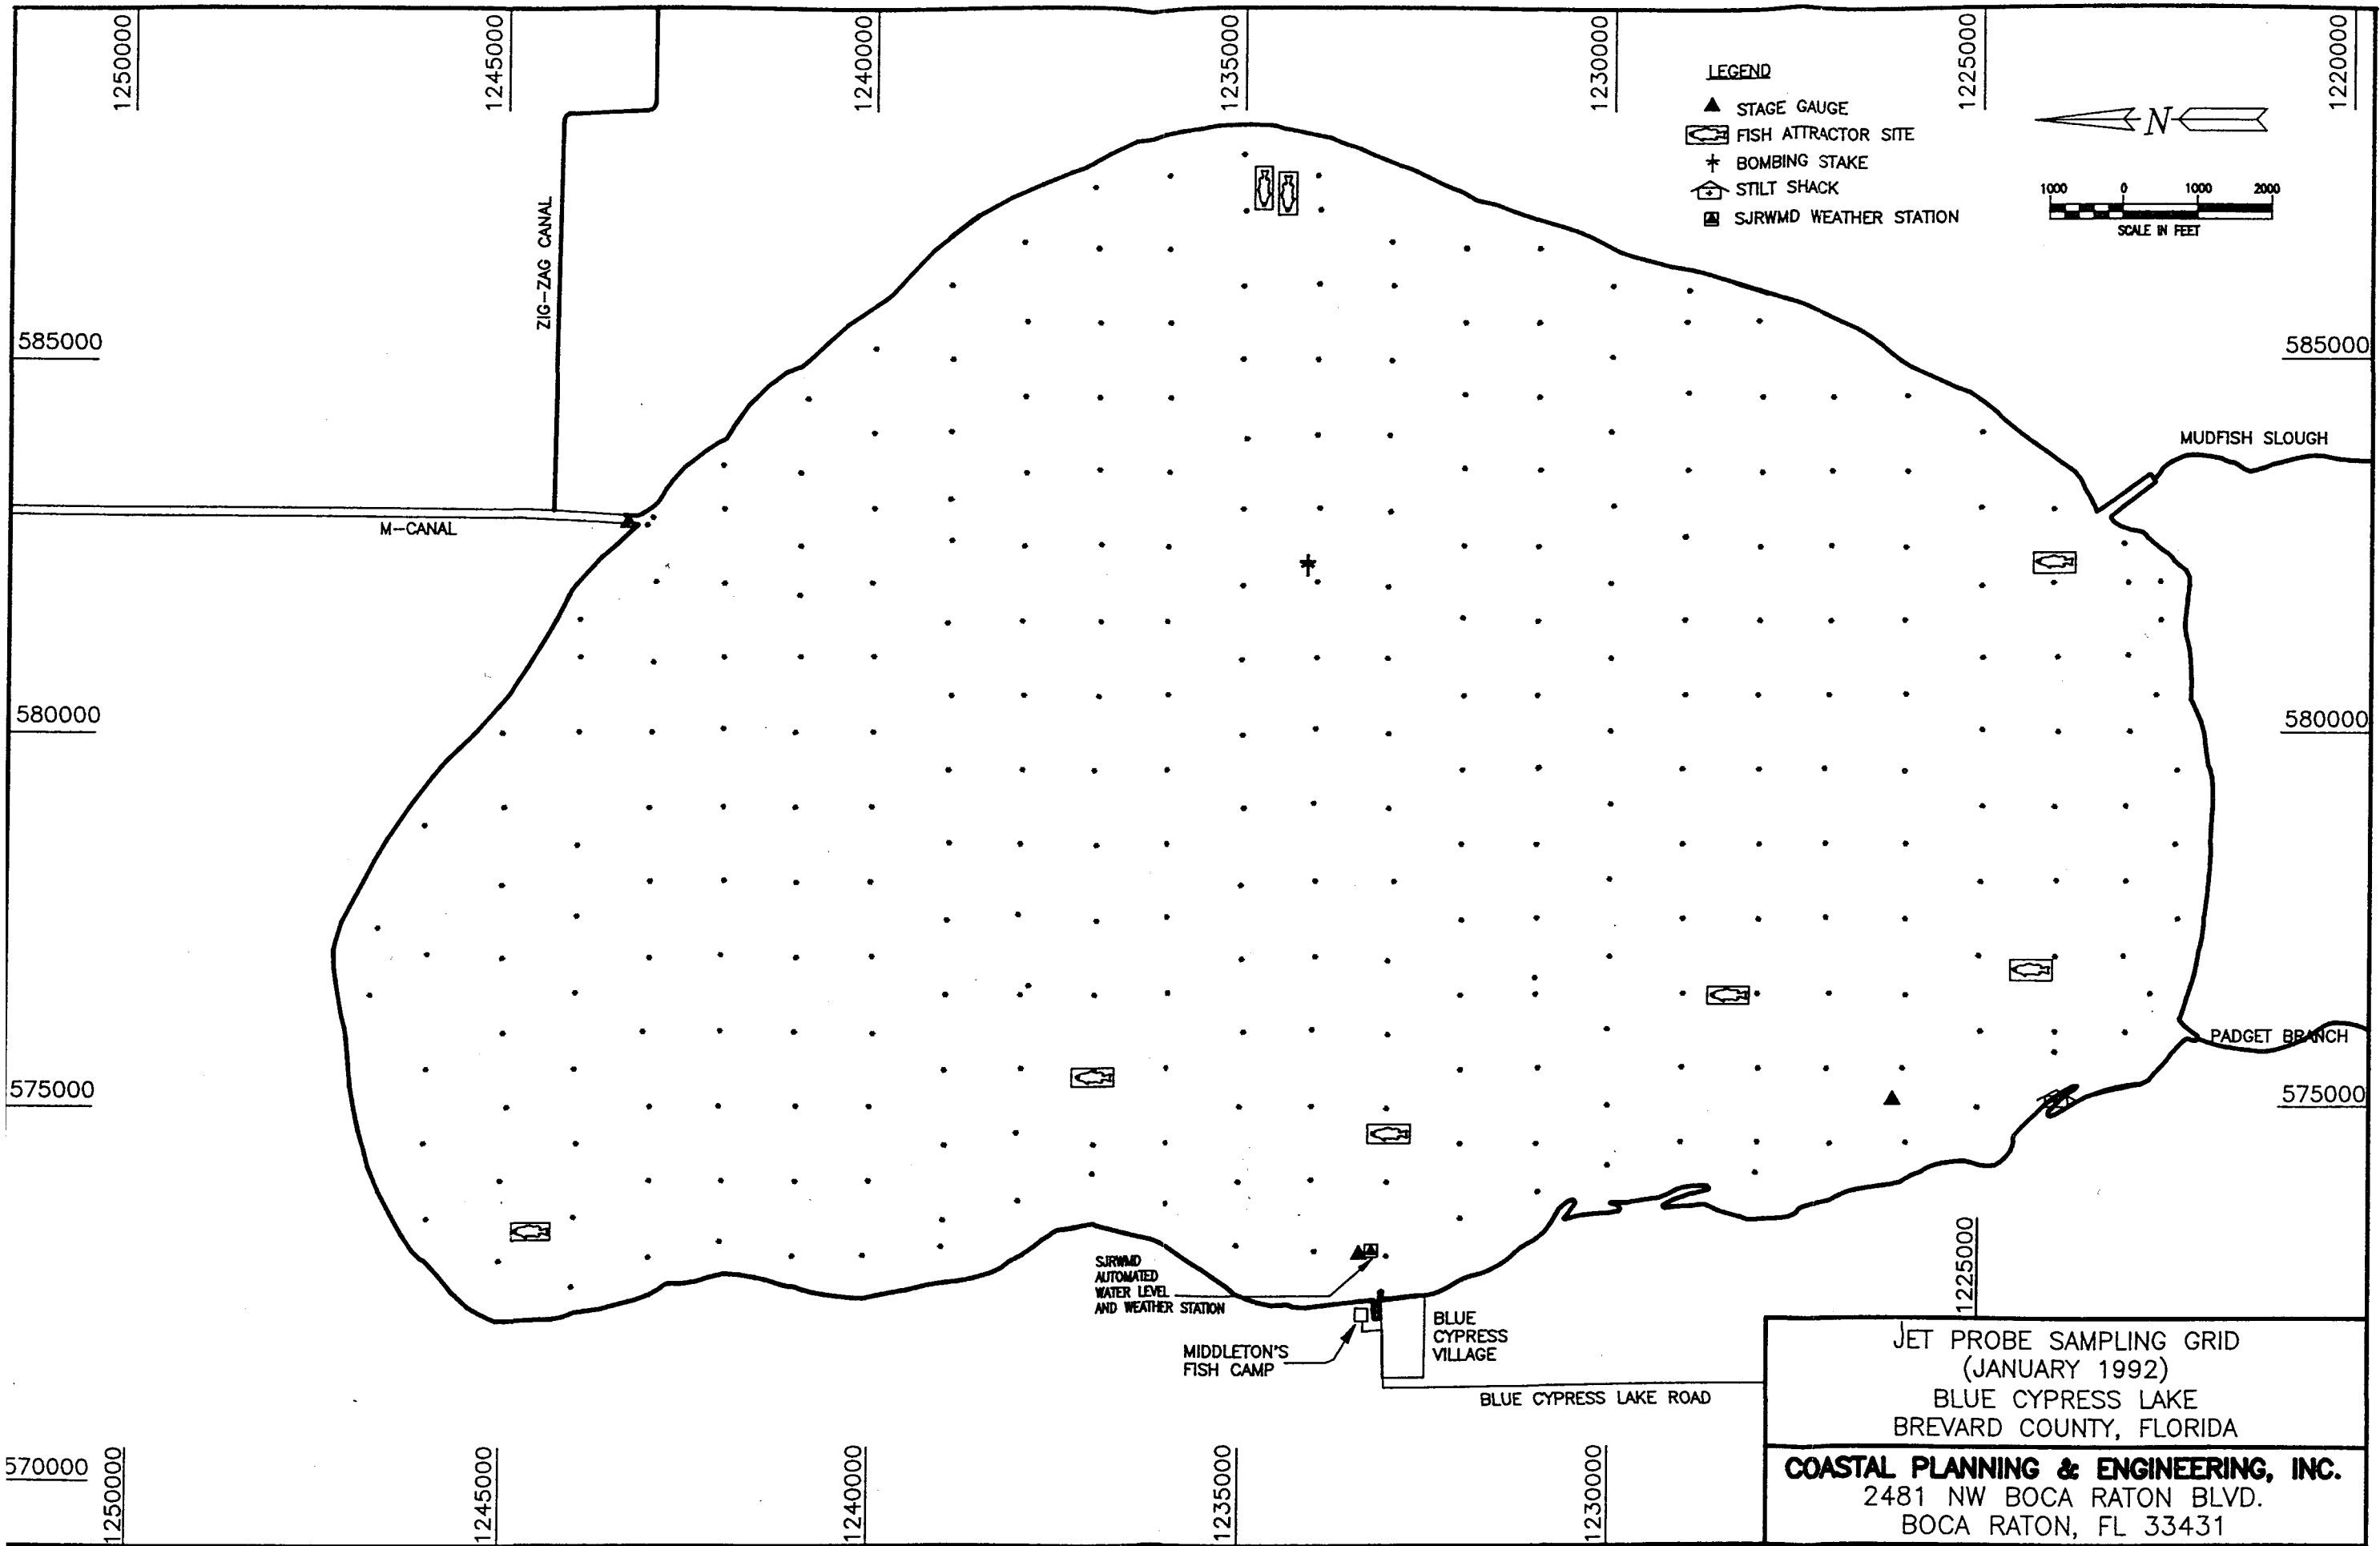 1250000
1245000
1240000
1235000
1230000
1225000
1220000
LEGEND
STAGE GAUGE
FISH ATTRACTOR SITE
BOMBING STAKE
STILT SHACK
SJRWMD WEATHER STATION
N
1000 0 1000 2000
SCALE IN FEET
ZIG-ZAG CANAL
585000
585000
MUDFISH SLOUGH
M-CANAL
580000
580000
PADGET BRANCH
575000
575000
SJRWMD
AUTOMATED
WATER LEVEL
AND WEATHER STATION
MIDDLETON'S
FISH CAMP
BLUE
CYPRESS
VILLAGE
BLUE CYPRESS LAKE ROAD
1225000
570000
1250000
1245000
1240000
1235000
1230000
JET PROBE SAMPLING GRID
(JANUARY 1992)
BLUE CYPRESS LAKE
BREVARD COUNTY, FLORIDA
COASTAL PLANNING & ENGINEERING, INC.
2481 NW BOCA RATON BLVD.
BOCA RATON, FL 33431